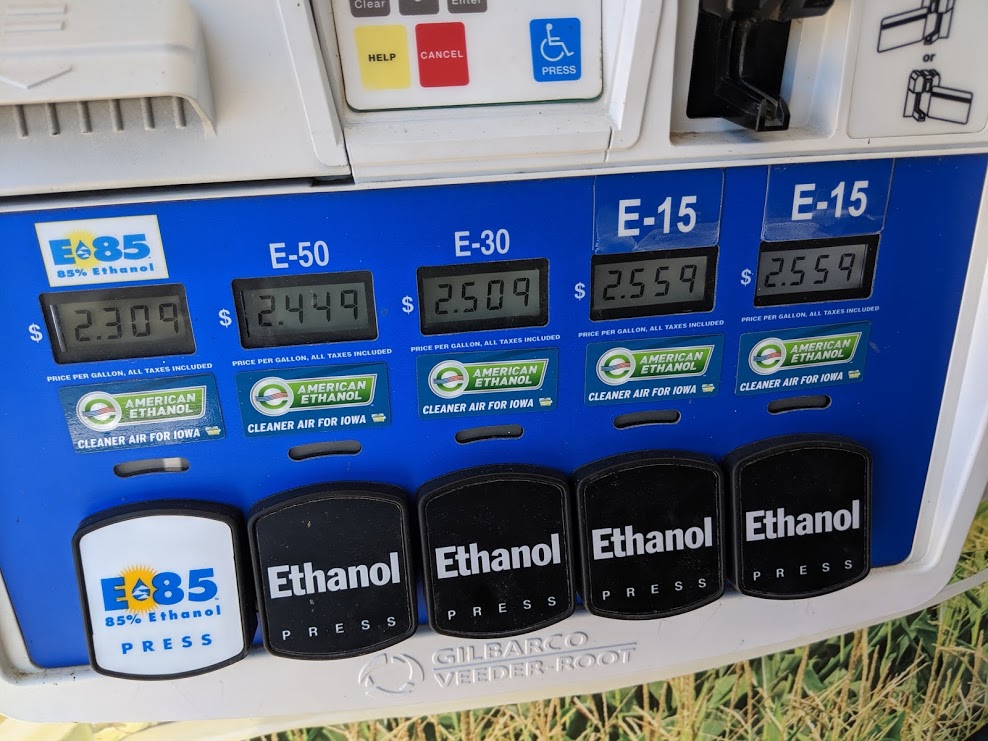 Clear
Enter
HELP
CANCEL
PRESS
or
E85
85% Ethanol
E-50
E-30
E-15
E-15
$ 2.309
$ 2.449
$ 2.509
$ 2.559
$ 2.559
PRICE PER GALLON, ALL TAXES INCLUDED
PRICE PER GALLON, ALL TAXES INCLUDED
PRICE PER GALLON, ALL TAXES INCLUDED
PRICE PER GALLON, ALL TAXES INCLUDED
PRICE PER GALLON, ALL TAXES INCLUDED
AMERICAN
ETHANOL
CLEANER AIR FOR IOWA
AMERICAN
ETHANOL
CLEANER AIR FOR IOWA
AMERICAN
ETHANOL
CLEANER AIR FOR IOWA
AMERICAN
ETHANOL
CLEANER AIR FOR IOWA
AMERICAN
ETHANOL
CLEANER AIR FOR IOWA
E85
85% Ethanol
PRESS
Ethanol
PRESS
Ethanol
PRESS
Ethanol
PRESS
Ethanol
PRESS
GILBARCO
VEEDER-ROOT